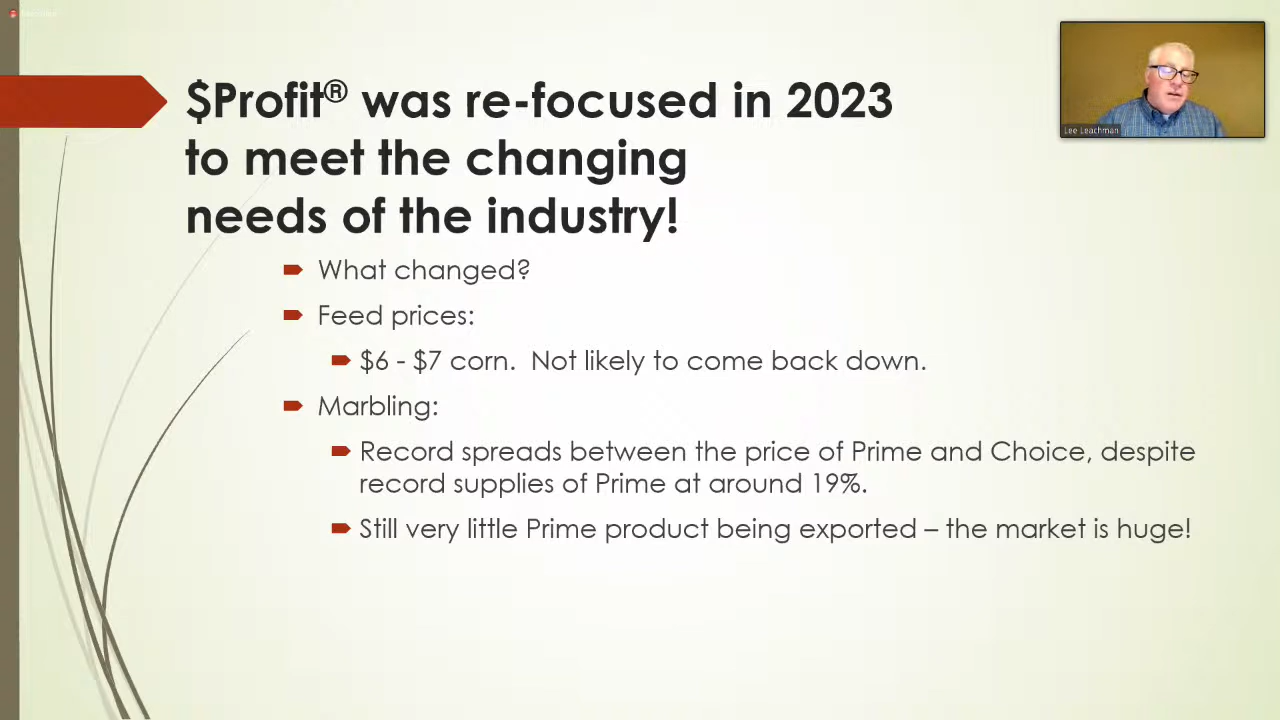 $Profit® was re-focused in 2023
to meet the changing
needs of the industry!
What changed?
Feed prices:
$6 - $7 corn.  Not likely to come back down.
Marbling:
Record spreads between the price of Prime and Choice, despite
record supplies of Prime at around 19%.
Still very little Prime product being exported – the market is huge!
Lee Leachman